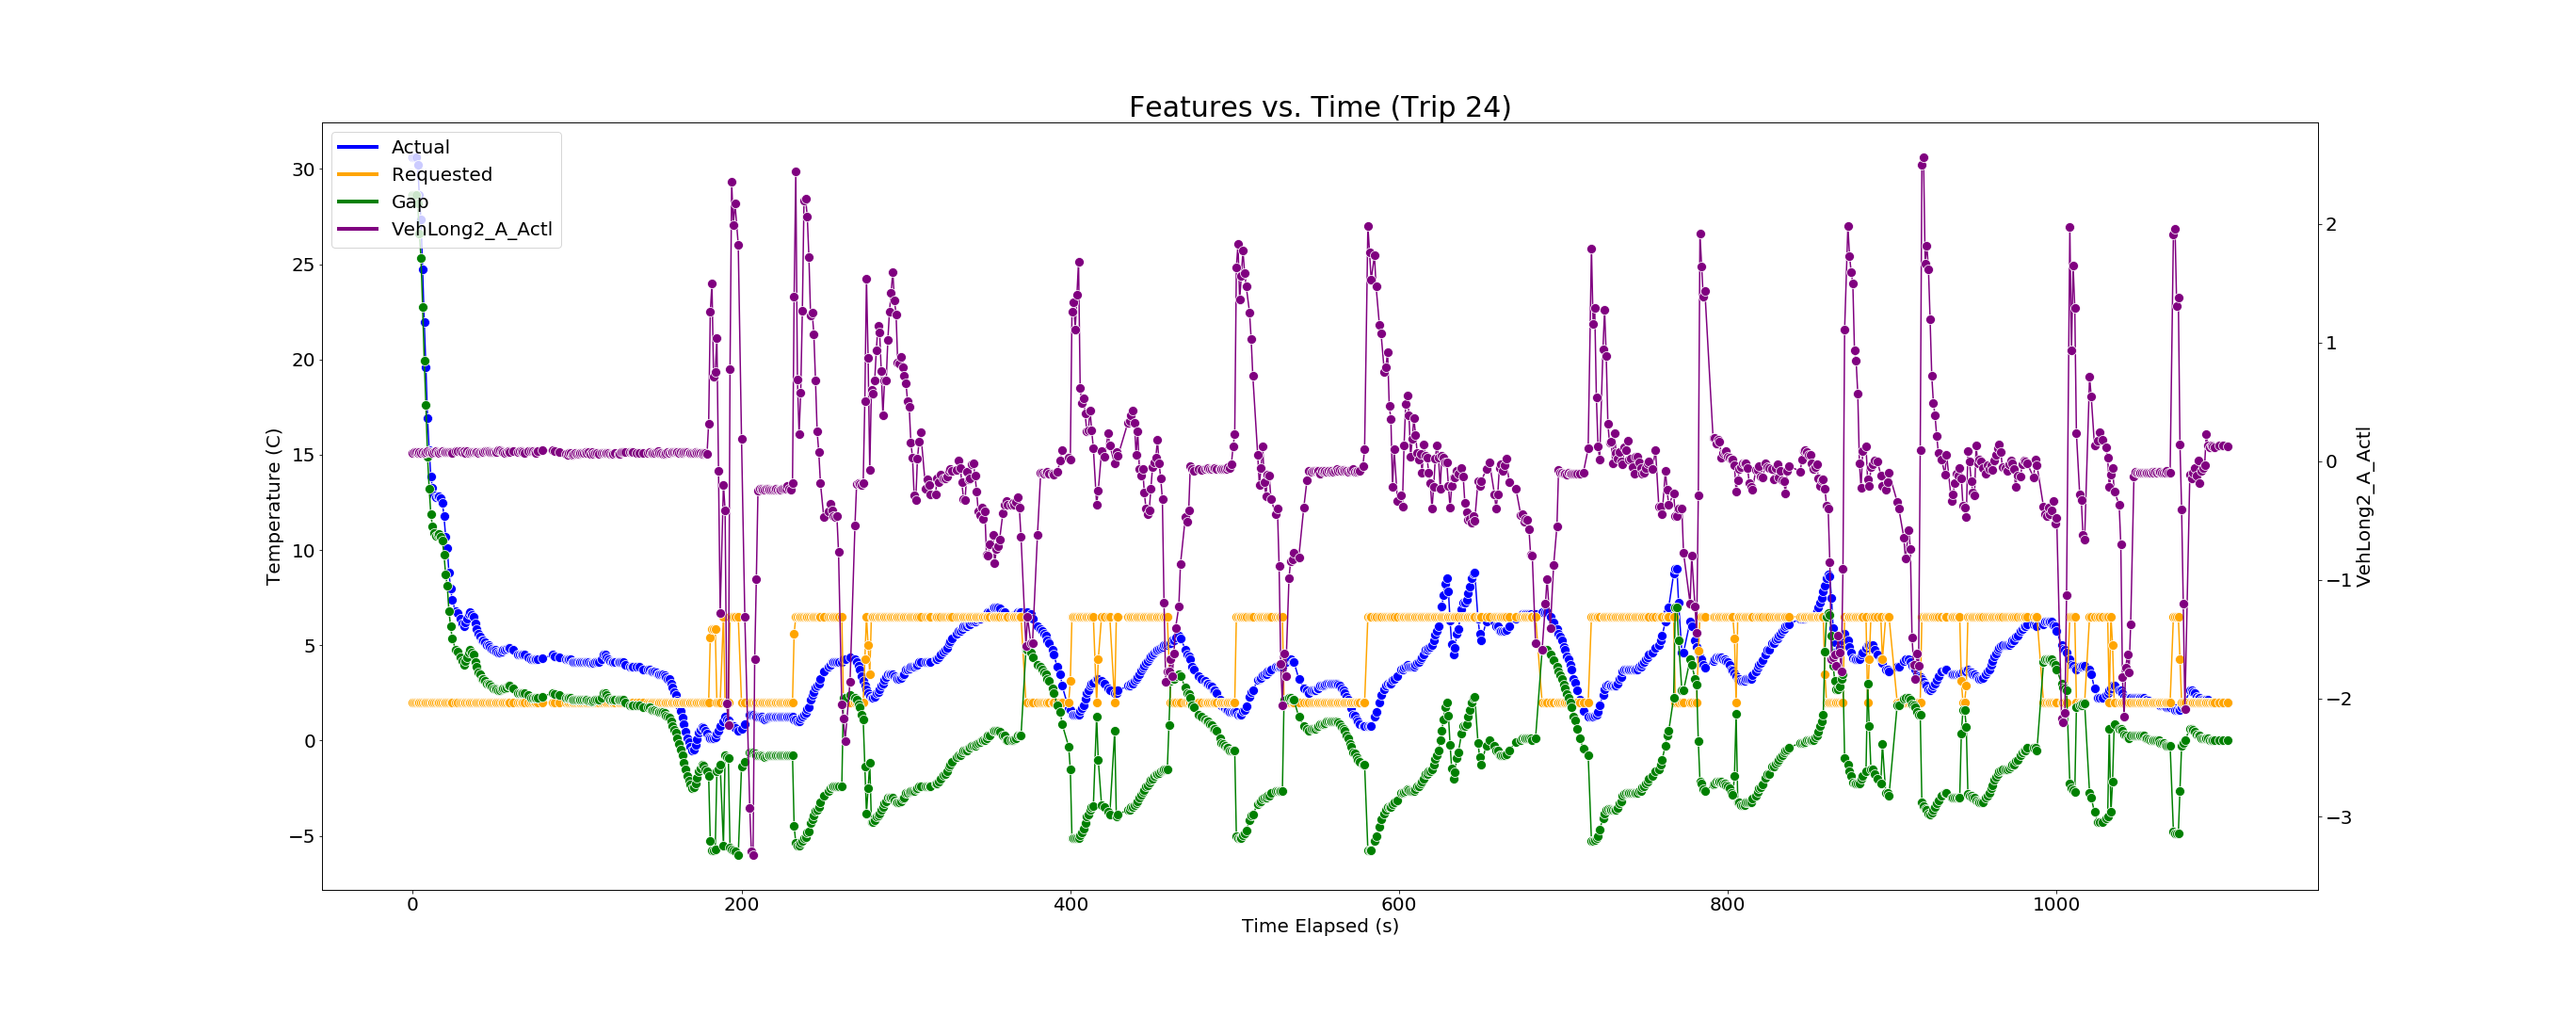 Features vs. Time (Trip 24)
Actual
Requested
Gap
VehLong2_A_Actl
Temperature (C)
30
25
20
15
10
5
0
−5
VehLong2_A_Actl
2
1
0
−1
−2
−3
0 200 400 600 800 1000
Time Elapsed (s)